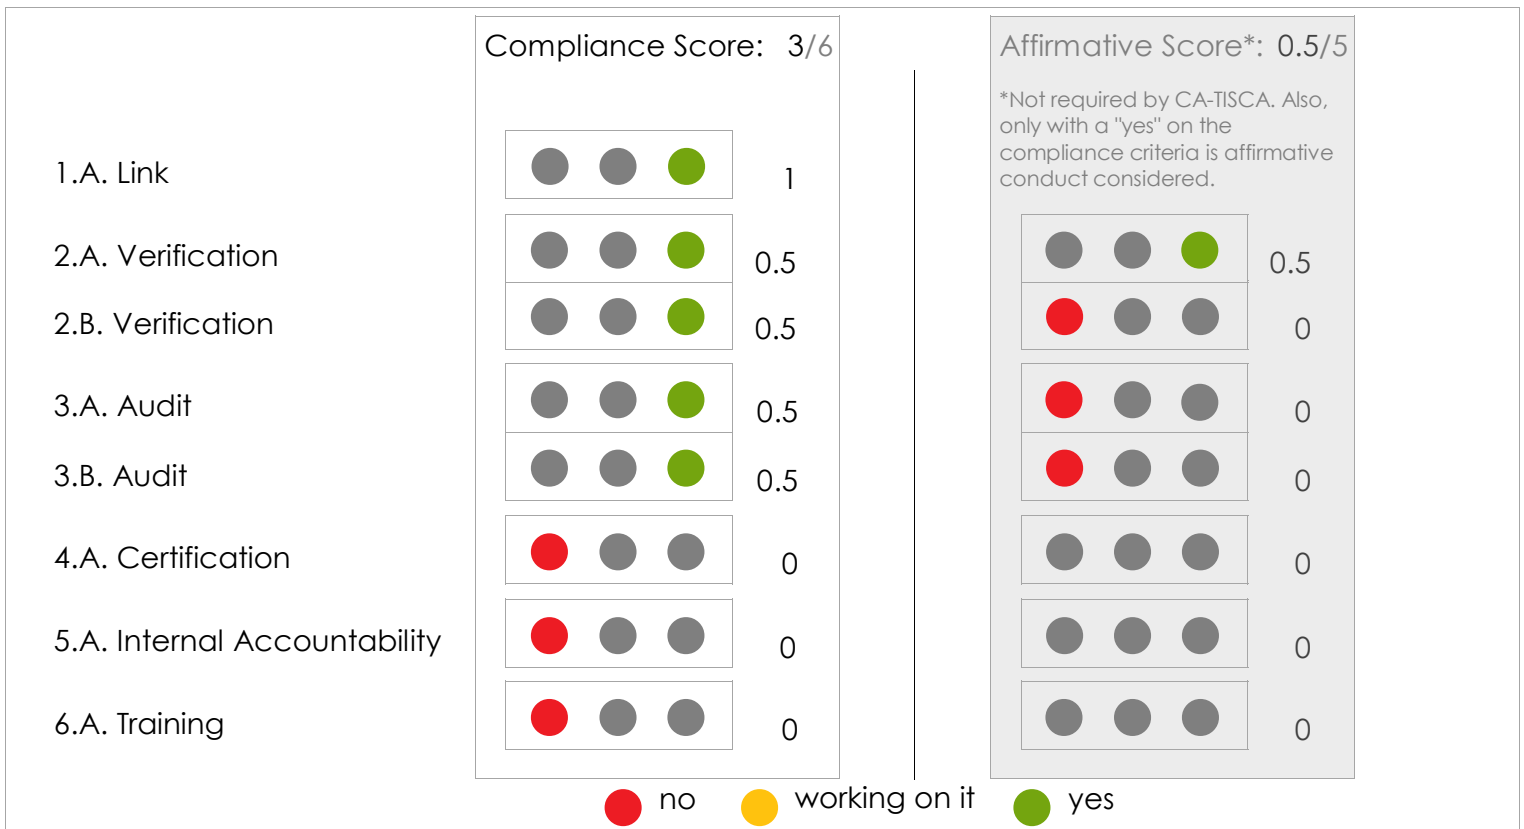 Compliance Score: 3/6
Affirmative Score*: 0.5/5
*Not required by CA-TISCA. Also,
only with a "yes" on the
compliance criteria is affirmative
conduct considered.
1.A. Link 1
2.A. Verification 0.5 0.5
2.B. Verification 0.5 0
3.A. Audit 0.5 0
3.B. Audit 0.5 0
4.A. Certification 0 0
5.A. Internal Accountability 0 0
6.A. Training 0 0
no working on it yes